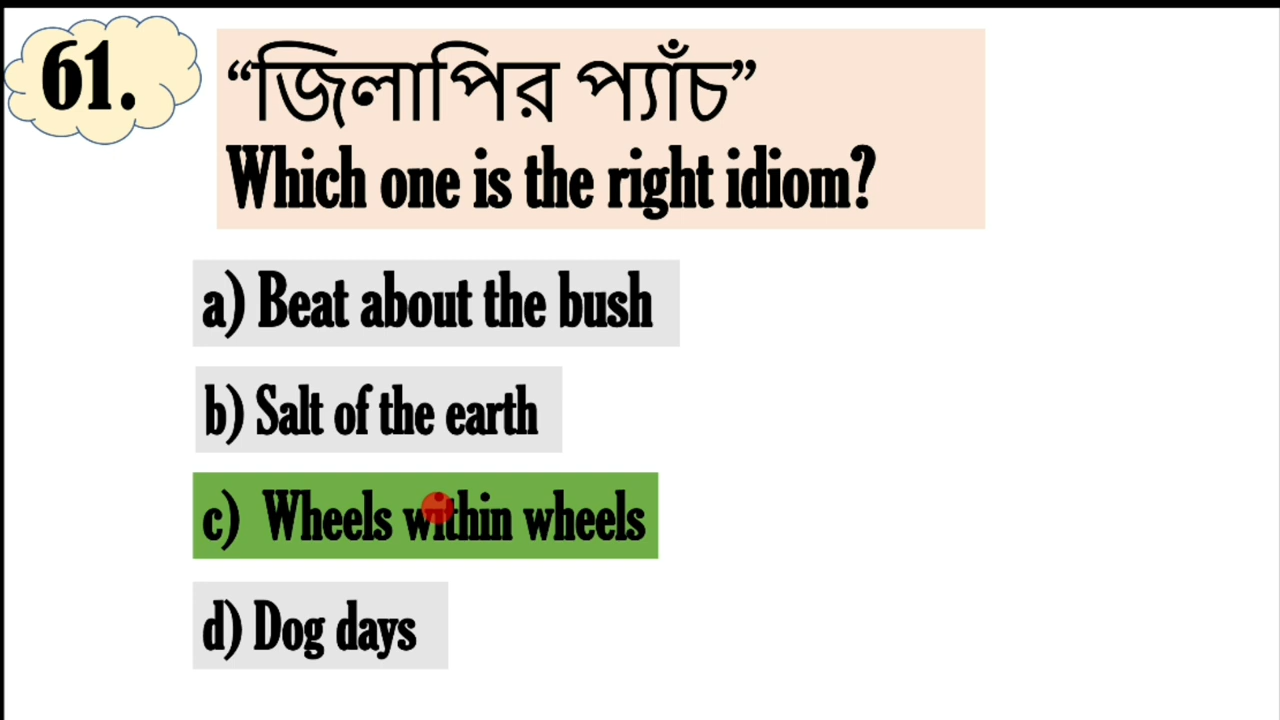 61.
“জিলাপির প্যাঁচ”
Which one is the right idiom?
a) Beat about the bush
b) Salt of the earth
c) Wheels within wheels
d) Dog days